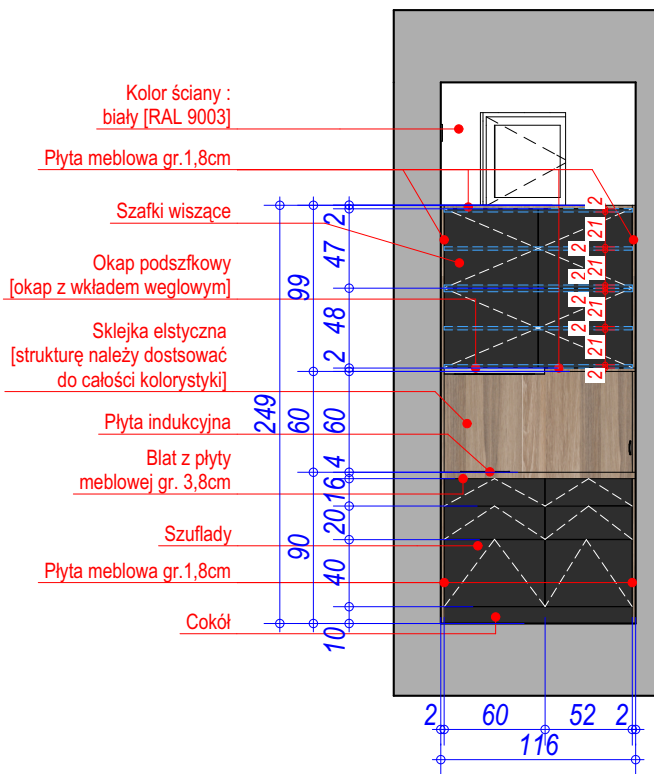 Kolor ściany :
biały [RAL 9003]
Płyta meblowa gr.1,8cm
Szafki wiszące
Okap podszfkowy
[okap z wkładem weglowym]
Sklejka elstyczna
[strukturę należy dostsować
do całości kolorystyki]
Płyta indukcyjna
Blat z płyty
meblowej gr. 3,8cm
Szuflady
Płyta meblowa gr.1,8cm
Cokół
249
99
60
90
2
47
48
2
60
4
16
20
40
10
2
21
2
21
2
21
2
21
2
2
60
52
2
116